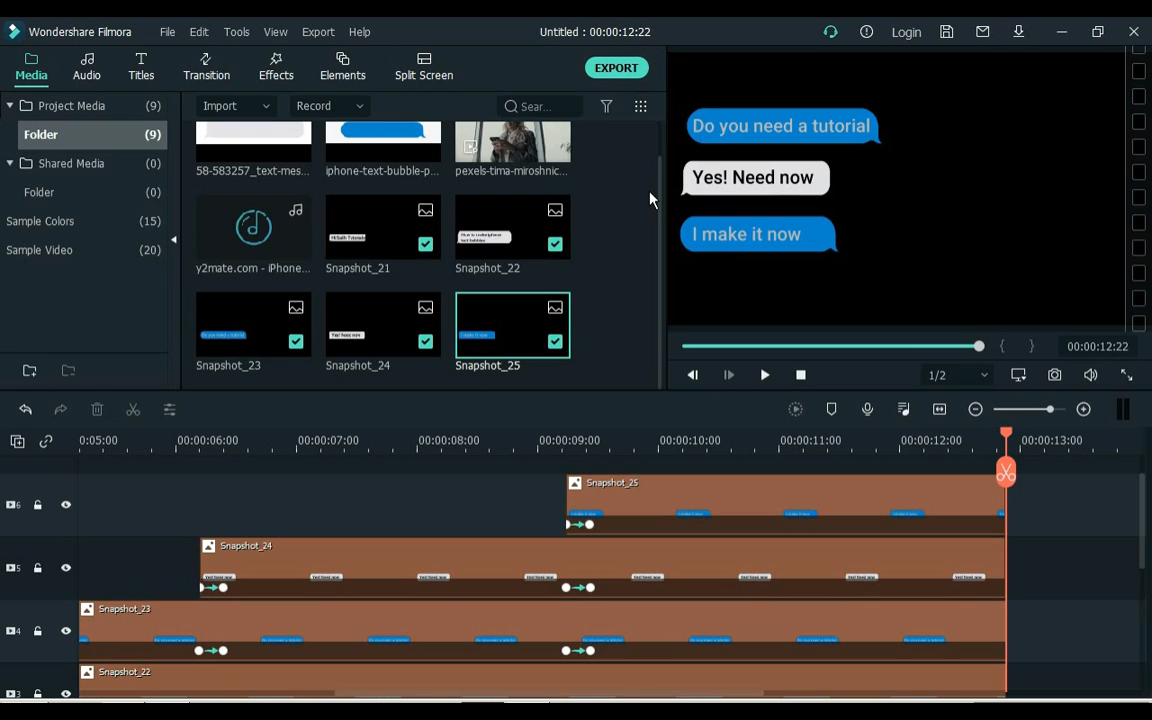 Wondershare Filmora File Edit Tools View Export Help Untitled : 00:00:12:22 Login
Media Audio Titles Transition Effects Elements Split Screen EXPORT
Project Media (9) Import Record Sear...
Folder (9)
Shared Media (0)
Folder (0)
Sample Colors (15)
Sample Video (20)
58-583257_text-mes... iphone-text-bubble-p... pexels-tima-miroshnic...
y2mate.com - iPhone... Snapshot_21 Snapshot_22
Snapshot_23 Snapshot_24 Snapshot_25
Do you need a tutorial
Yes! Need now
I make it now
00:00:12:22
1/2
0:05:00 00:00:06:00 00:00:07:00 00:00:08:00 00:00:09:00 00:00:10:00 00:00:11:00 00:00:12:00 00:00:13:00
6 Snapshot_25
5 Snapshot_24
4 Snapshot_23
3 Snapshot_22